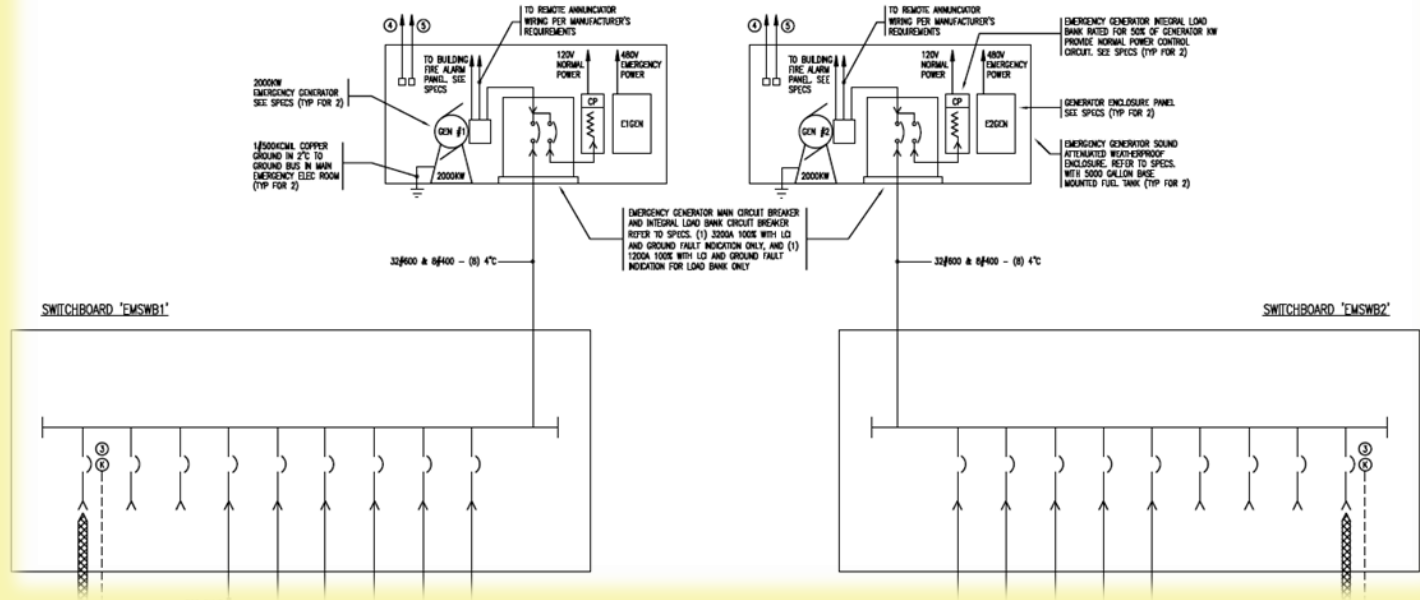 ④ ⑤
TO REMOTE ANNUNCIATOR
WIRING PER MANUFACTURER'S
REQUIREMENTS
TO BUILDING
FIRE ALARM
PANEL. SEE
SPECS
120V
NORMAL
POWER
480V
EMERGENCY
POWER
2000KW
EMERGENCY GENERATOR
SEE SPECS (TYP FOR 2)
GEN #1
CP
E1GEN
1#500KCMIL COPPER
GROUND IN 2"C TO
GROUND BUS IN MAIN
EMERGENCY ELEC ROOM
(TYP FOR 2)
2000KW
④ ⑤
TO REMOTE ANNUNCIATOR
WIRING PER MANUFACTURER'S
REQUIREMENTS
TO BUILDING
FIRE ALARM
PANEL. SEE
SPECS
120V
NORMAL
POWER
480V
EMERGENCY
POWER
EMERGENCY GENERATOR INTEGRAL LOAD
BANK RATED FOR 50% OF GENERATOR KW
PROVIDE NORMAL POWER CONTROL
CIRCUIT. SEE SPECS (TYP FOR 2)
GEN #2
CP
E2GEN
2000KW
GENERATOR ENCLOSURE PANEL
SEE SPECS (TYP FOR 2)
EMERGENCY GENERATOR SOUND
ATTENUATED WEATHERPROOF
ENCLOSURE. REFER TO SPECS.
WITH 5000 GALLON BASE
MOUNTED FUEL TANK (TYP FOR 2)
EMERGENCY GENERATOR MAIN CIRCUIT BREAKER
AND INTEGRAL LOAD BANK CIRCUIT BREAKER
REFER TO SPECS. (1) 3200A 100% WITH LCI
AND GROUND FAULT INDICATION ONLY, AND (1)
1200A 100% WITH LCI AND GROUND FAULT
INDICATION FOR LOAD BANK ONLY
32#600 & 8#400 - (8) 4"C
32#600 & 8#400 - (8) 4"C
SWITCHBOARD 'EMSWB1'
SWITCHBOARD 'EMSWB2'
③
Ⓚ
③
Ⓚ